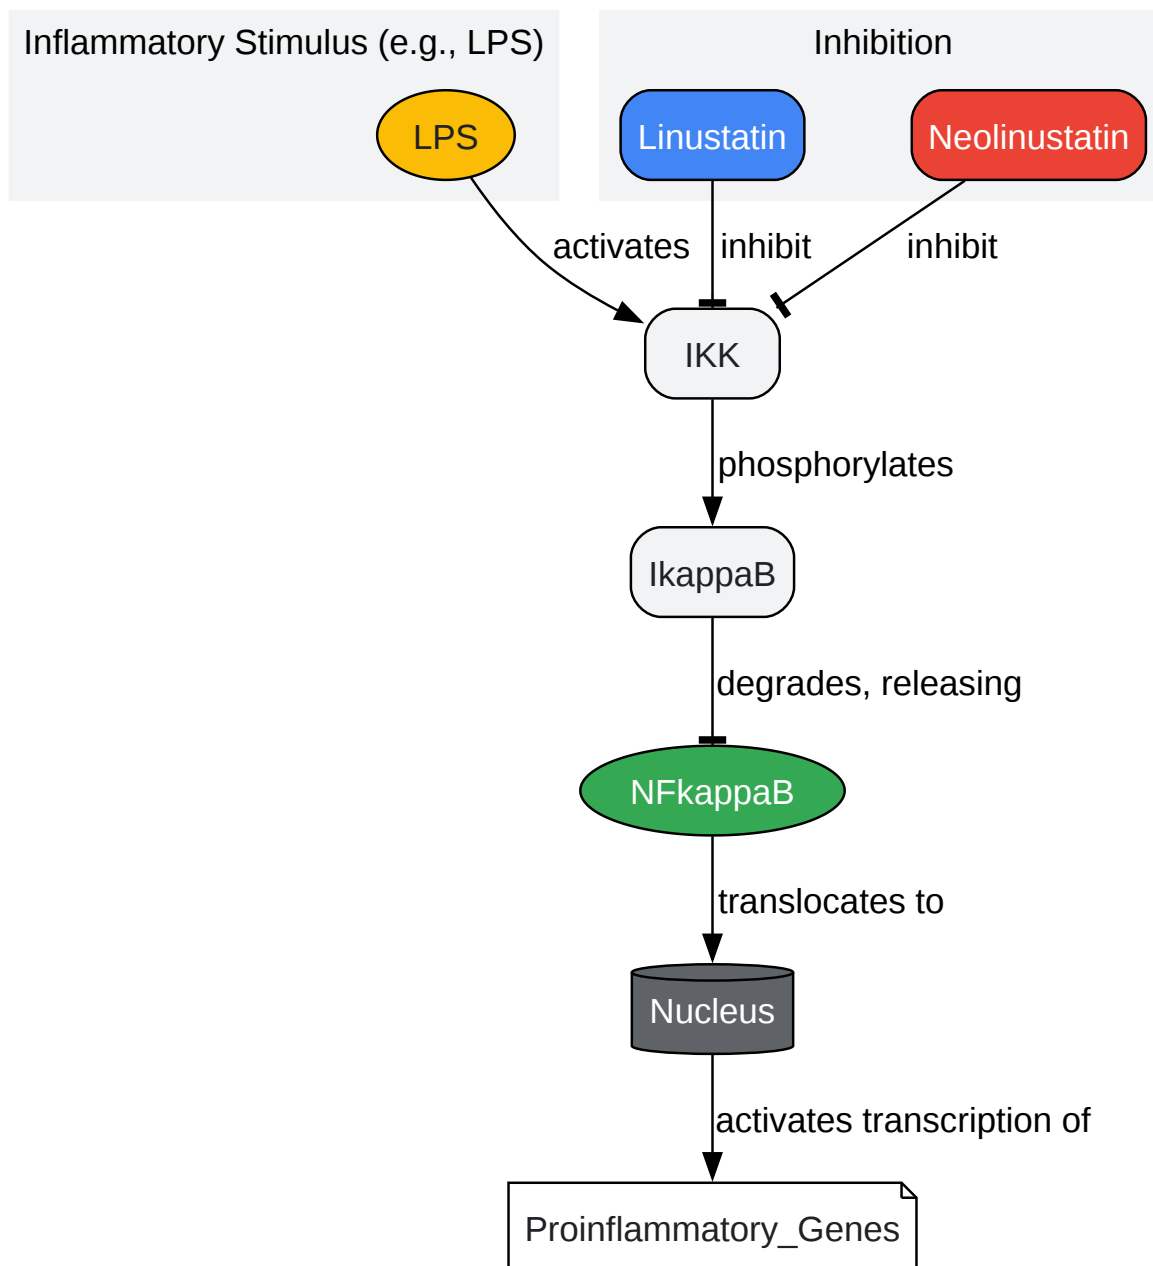 Inflammatory Stimulus (e.g., LPS)
Inhibition
LPS
Linustatin
Neolinustatin
activates
inhibit
inhibit
IKK
phosphorylates
IkappaB
degrades, releasing
NFkappaB
translocates to
Nucleus
activates transcription of
Proinflammatory_Genes